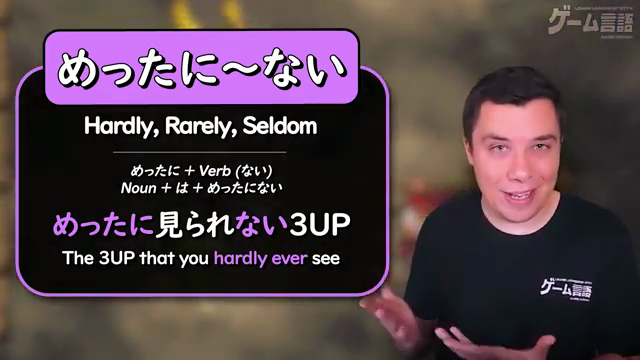 めったに〜ない
Hardly, Rarely, Seldom
めったに + Verb (ない)
Noun + は + めったにない
めったに見られない3UP
The 3UP that you hardly ever see
ゲーム言語
ゲーム言語